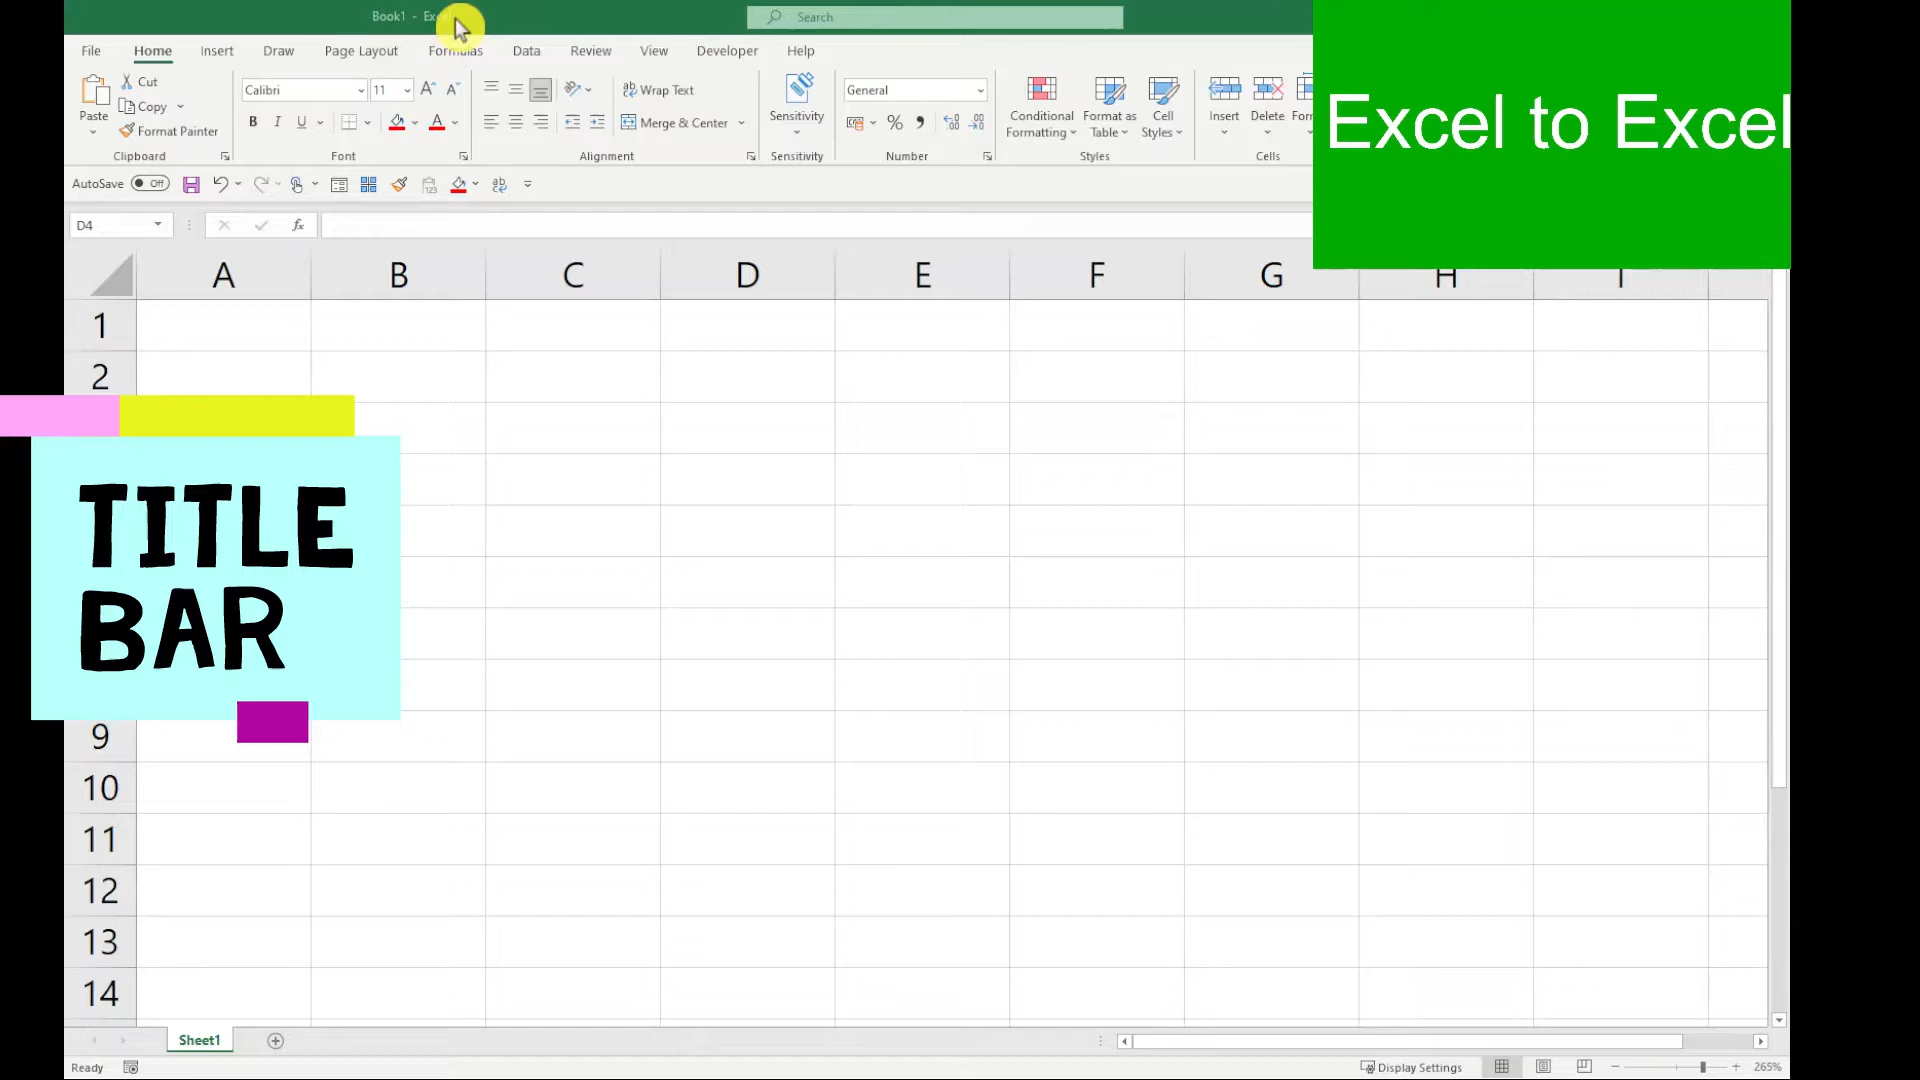 Book1 - Excel
Search
File Home Insert Draw Page Layout Formulas Data Review View Developer Help
Excel to Excel
Paste
Cut
Copy
Format Painter
Clipboard
Calibri 11
B I U A
Font
ab Wrap Text
Merge & Center
Alignment
Sensitivity
Sensitivity
General
%
Number
Conditional Formatting
Format as Table
Cell Styles
Styles
Insert Delete
Cells
AutoSave Off
D4
fx
A B C D E F G H I
1
2
TITLE
BAR
9
10
11
12
13
14
Sheet1
Ready
Display Settings
265%